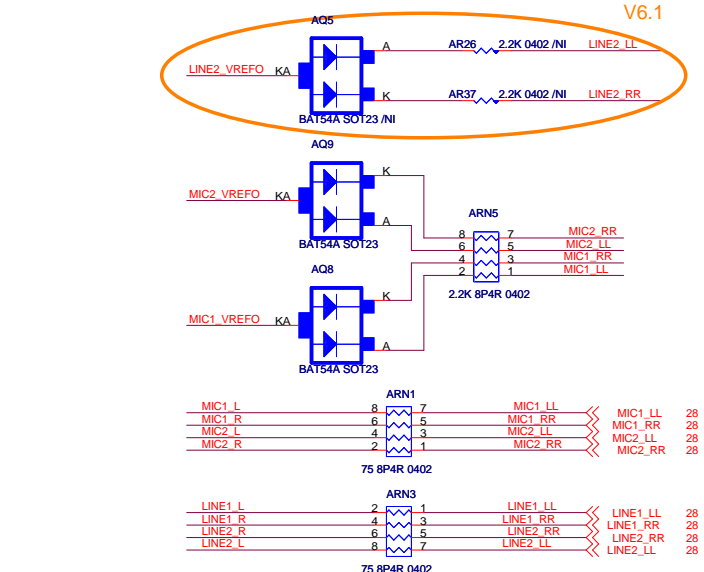 V6.1
AQ5
A AR26 2.2K 0402 /NI LINE2_LL
LINE2_VREFO KA
K AR37 2.2K 0402 /NI LINE2_RR
BAT54A SOT23 /NI
AQ9
K
MIC2_VREFO KA
A
BAT54A SOT23
ARN5
8 7 MIC2_RR
6 5 MIC2_LL
4 3 MIC1_RR
2 1 MIC1_LL
2.2K 8P4R 0402
AQ8
K
MIC1_VREFO KA
A
BAT54A SOT23
ARN1
MIC1_L 8 7 MIC1_LL MIC1_LL 28
MIC1_R 6 5 MIC1_RR MIC1_RR 28
MIC2_L 4 3 MIC2_LL MIC2_LL 28
MIC2_R 2 1 MIC2_RR MIC2_RR 28
75 8P4R 0402
ARN3
LINE1_L 2 1 LINE1_LL LINE1_LL 28
LINE1_R 4 3 LINE1_RR LINE1_RR 28
LINE2_R 6 5 LINE2_RR LINE2_RR 28
LINE2_L 8 7 LINE2_LL LINE2_LL 28
75 8P4R 0402